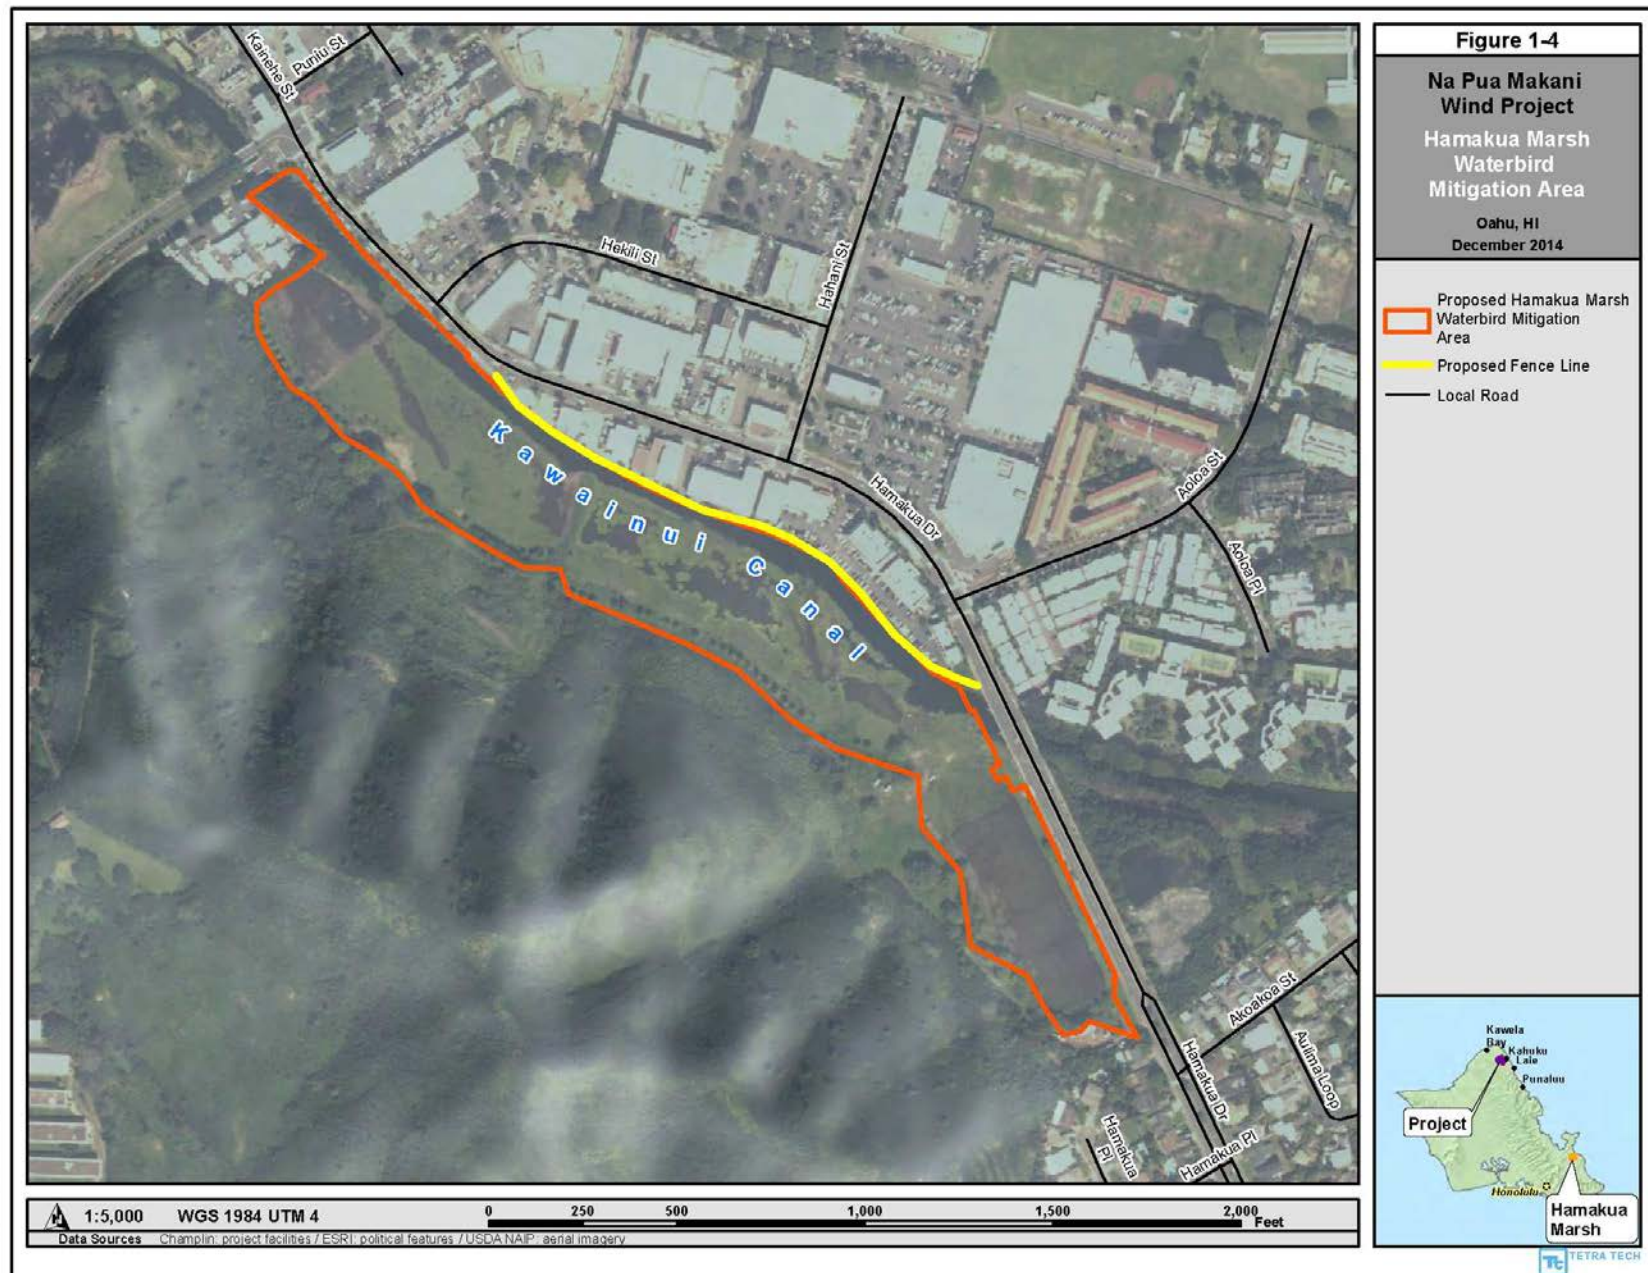 Figure 1-4
Na Pua Makani
Wind Project
Hamakua Marsh
Waterbird
Mitigation Area
Oahu, HI
December 2014
Proposed Hamakua Marsh
Waterbird Mitigation
Area
Proposed Fence Line
Local Road
Kainehe St
Puniu St
Hekili St
Hahani St
Kawainui Canal
Hamakua Dr
Aoloa St
Aoloa Pl
Akoakoa St
Aulima Loop
Hamakua Dr
Hamakua
Pl
Hamakua Pl
Kawela
Bay
Kahuku
Laie
Punaluu
Project
Honolulu
Hamakua
Marsh
1:5,000 WGS 1984 UTM 4
0 250 500 1,000 1,500 2,000
Feet
Data Sources Champlin: project facilities / ESRI: political features / USDA NAIP: aerial imagery
TETRA TECH